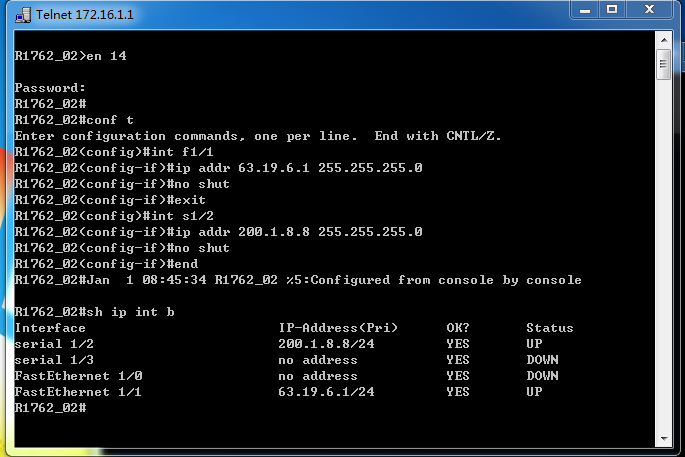 Telnet 172.16.1.1
R1762_02>en 14
Password:
R1762_02#
R1762_02#conf t
Enter configuration commands, one per line.  End with CNTL/Z.
R1762_02(config)#int f1/1
R1762_02(config-if)#ip addr 63.19.6.1 255.255.255.0
R1762_02(config-if)#no shut
R1762_02(config-if)#exit
R1762_02(config)#int s1/2
R1762_02(config-if)#ip addr 200.1.8.8 255.255.255.0
R1762_02(config-if)#no shut
R1762_02(config-if)#end
R1762_02#Jan  1 08:45:34 R1762_02 %5:Configured from console by console
R1762_02#sh ip int b
Interface IP-Address(Pri) OK? Status
serial 1/2 200.1.8.8/24 YES UP
serial 1/3 no address YES DOWN
FastEthernet 1/0 no address YES DOWN
FastEthernet 1/1 63.19.6.1/24 YES UP
R1762_02#